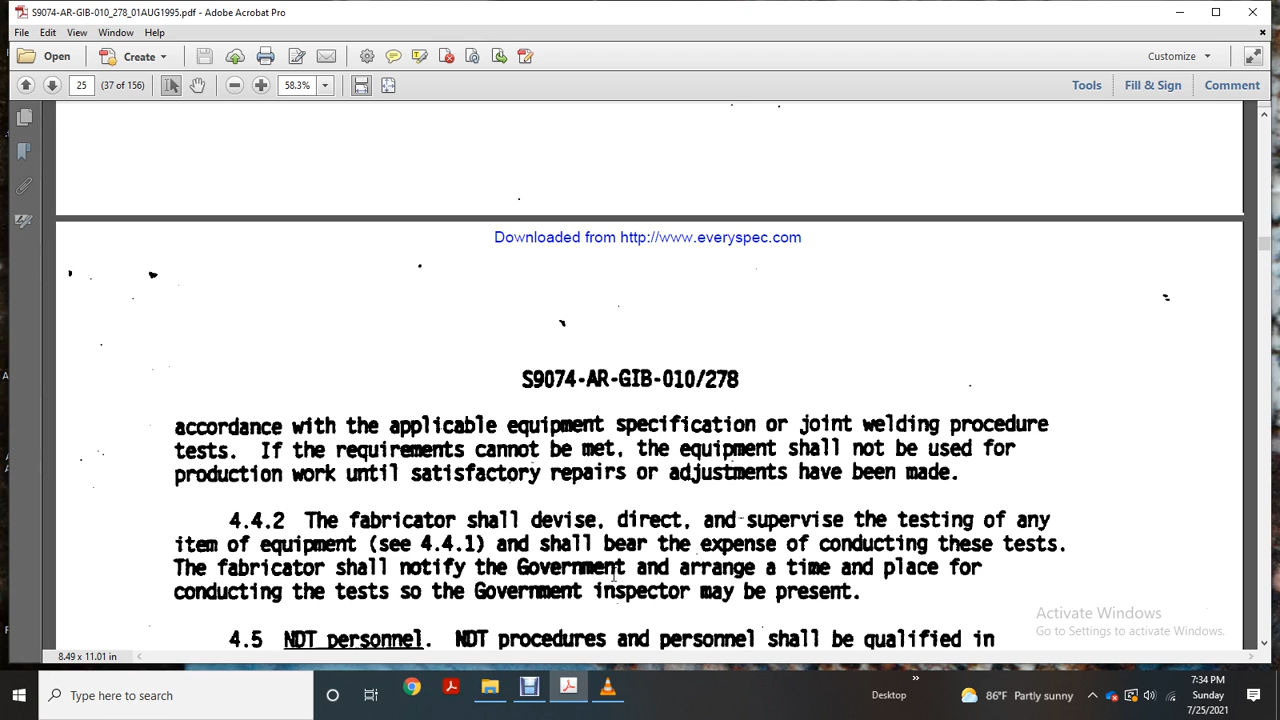 S9074-AR-GIB-010_278_01AUG1995.pdf - Adobe Acrobat Pro
File Edit View Window Help
Open Create Customize
25 (37 of 156) 58.3% Tools Fill & Sign Comment
Downloaded from http://www.everyspec.com
S9074-AR-GIB-010/278
accordance with the applicable equipment specification or joint welding procedure
tests. If the requirements cannot be met, the equipment shall not be used for
production work until satisfactory repairs or adjustments have been made.
4.4.2 The fabricator shall devise, direct, and supervise the testing of any
item of equipment (see 4.4.1) and shall bear the expense of conducting these tests.
The fabricator shall notify the Government and arrange a time and place for
conducting the tests so the Government inspector may be present.
Activate Windows
Go to Settings to activate Windows.
4.5 NDT personnel. NDT procedures and personnel shall be qualified in
8.49 x 11.01 in
Type here to search
Desktop
86°F Partly sunny
7:34 PM
Sunday
7/25/2021